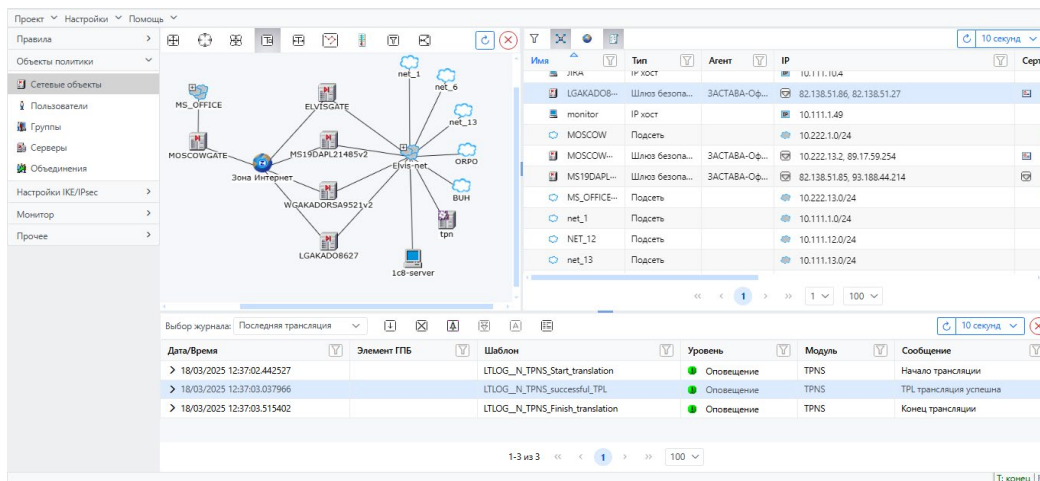 Проект Настройки Помощь
Правила
Объекты политики
Сетевые объекты
Пользователи
Группы
Серверы
Объединения
Настройки IKE/IPsec
Монитор
Прочее
net_1
net_6
MS_OFFICE
ELVISGATE
net_13
MOSCOWGATE
MS19DAPL21485v2
ORPO
Зона Интернет
Elvis-net
WGAKADORSA9521v2
BUH
tpn
LGAKADO8627
1c8-server
10 секунд
Имя Тип Агент IP Серт
JIRA IP хост 10.111.10.4
LGAKADO8··· Шлюз безопа... ЗАСТАВА-Оф... 82.138.51.86, 82.138.51.27
monitor IP хост 10.111.1.49
MOSCOW Подсеть 10.222.1.0/24
MOSCOW··· Шлюз безопа... ЗАСТАВА-Оф... 10.222.13.2, 89.17.59.254
MS19DAPL··· Шлюз безопа... ЗАСТАВА-Оф... 82.138.51.85, 93.188.44.214
MS_OFFICE··· Подсеть 10.222.13.0/24
net_1 Подсеть 10.111.1.0/24
NET_12 Подсеть 10.111.12.0/24
net_13 Подсеть 10.111.13.0/24
« ‹ 1 › » 1 100
Выбор журнала: Последняя трансляция 10 секунд
Дата/Время Элемент ГПБ Шаблон Уровень Модуль Сообщение
18/03/2025 12:37:02.442527 LTLOG__N_TPNS_Start_translation Оповещение TPNS Начало трансляции
18/03/2025 12:37:03.037966 LTLOG__N_TPNS_successful_TPL Оповещение TPNS TPL трансляция успешна
18/03/2025 12:37:03.515402 LTLOG__N_TPNS_Finish_translation Оповещение TPNS Конец трансляции
1-3 из 3 « ‹ 1 › » 100
Т: конец